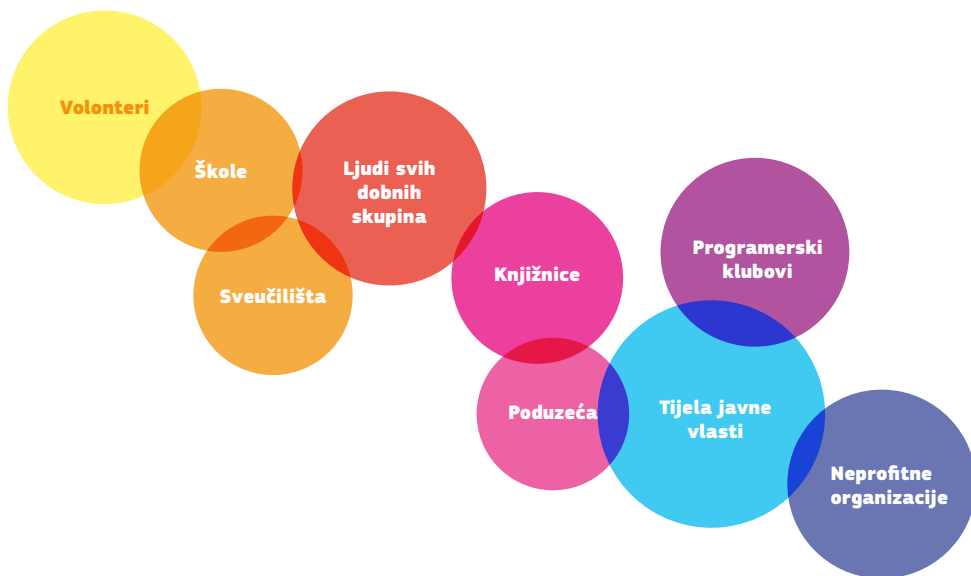 Volonteri
Škole
Sveučilišta
Ljudi svih
dobnih
skupina
Knjižnice
Poduzeća
Programerski
klubovi
Tijela javne
vlasti
Neprofitne
organizacije